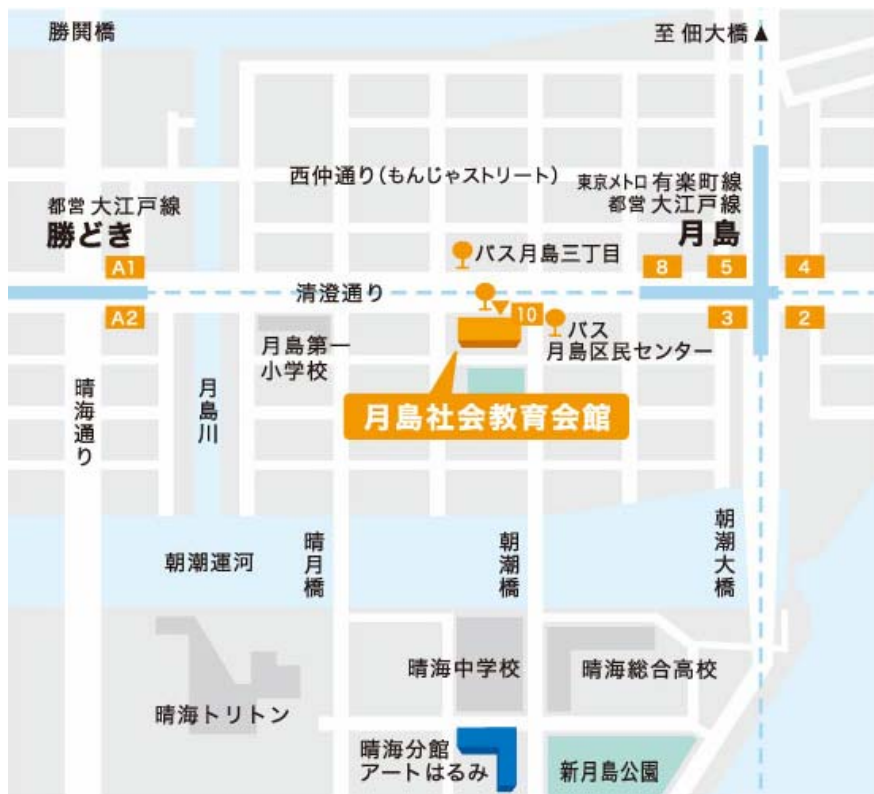 勝鬨橋
至 佃大橋▲
西仲通り(もんじゃストリート)
東京メトロ 有楽町線
都営 大江戸線
月島
都営 大江戸線
勝どき
バス月島三丁目
A1
8
5
4
清澄通り
A2
10
3
2
バス
月島区民センター
月島第一
小学校
月島社会教育会館
晴海通り
月島川
朝潮運河
晴月橋
朝潮橋
朝潮大橋
晴海中学校
晴海総合高校
晴海トリトン
晴海分館
アートはるみ
新月島公園